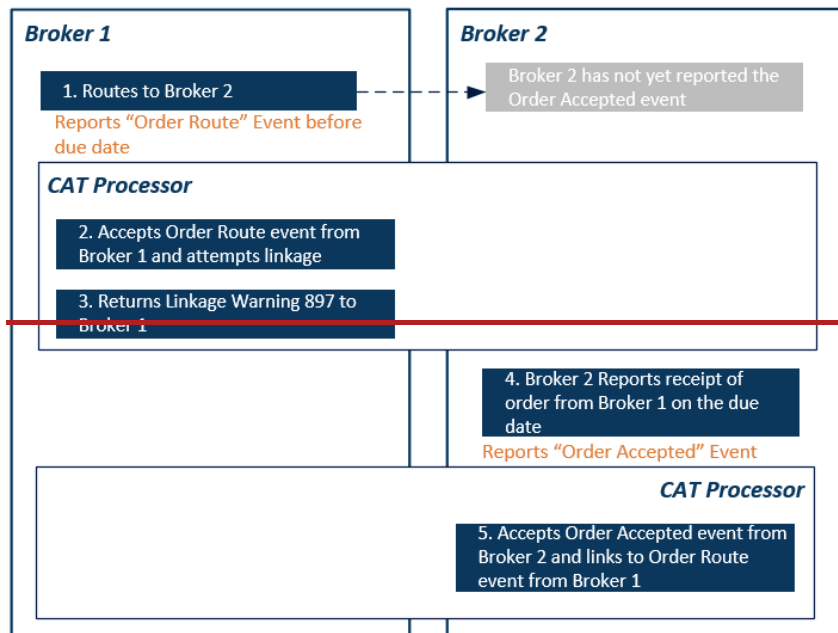 Broker 1
Broker 2
1. Routes to Broker 2
Broker 2 has not yet reported the
Order Accepted event
Reports “Order Route” Event before
due date
CAT Processor
2. Accepts Order Route event from
Broker 1 and attempts linkage
3. Returns Linkage Warning 897 to
Broker 1
4. Broker 2 Reports receipt of
order from Broker 1 on the due
date
Reports “Order Accepted” Event
CAT Processor
5. Accepts Order Accepted event from
Broker 2 and links to Order Route
event from Broker 1